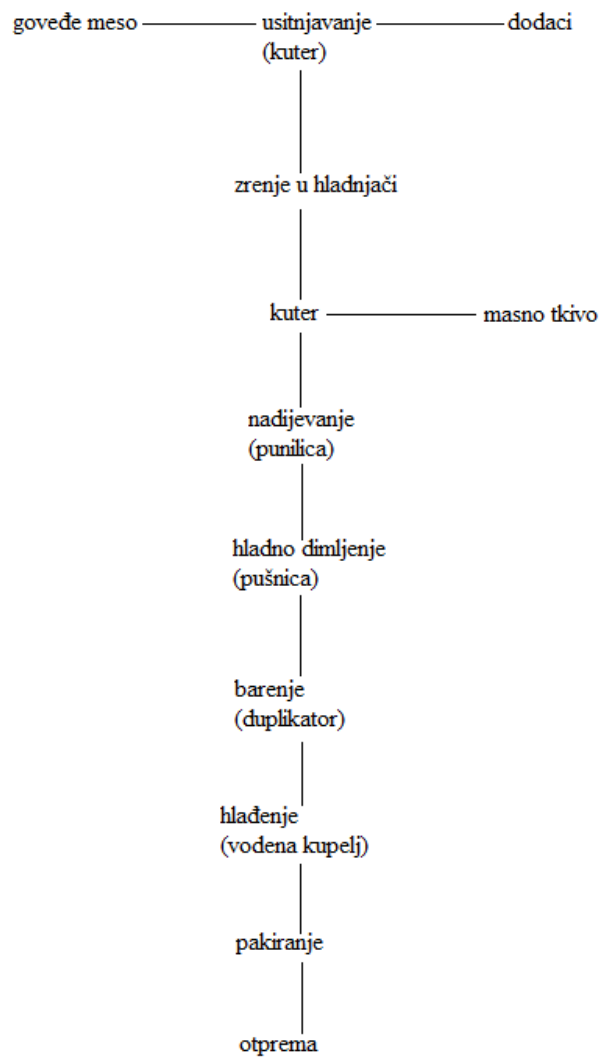 goveđe meso
usitnjavanje
dodaci
(kuter)
zrenje u hladnjači
kuter
masno tkivo
nadijevanje
(punilica)
hladno dimljenje
(pušnica)
barenje
(duplikator)
hlađenje
(vodena kupelj)
pakiranje
otprema